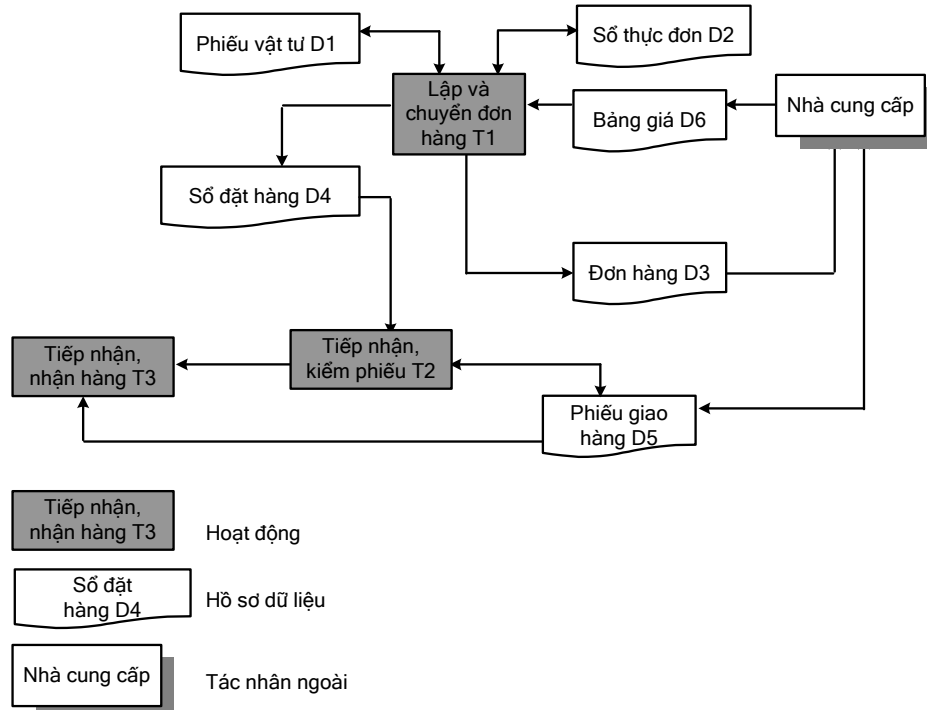 Phiếu vật tư D1
Sổ thực đơn D2
Lập và
chuyển đơn
hàng T1
Bảng giá D6
Nhà cung cấp
Sổ đặt hàng D4
Đơn hàng D3
Tiếp nhận,
nhận hàng T3
Tiếp nhận,
kiểm phiếu T2
Phiếu giao
hàng D5
Tiếp nhận,
nhận hàng T3
Hoạt động
Sổ đặt
hàng D4
Hồ sơ dữ liệu
Nhà cung cấp
Tác nhân ngoài